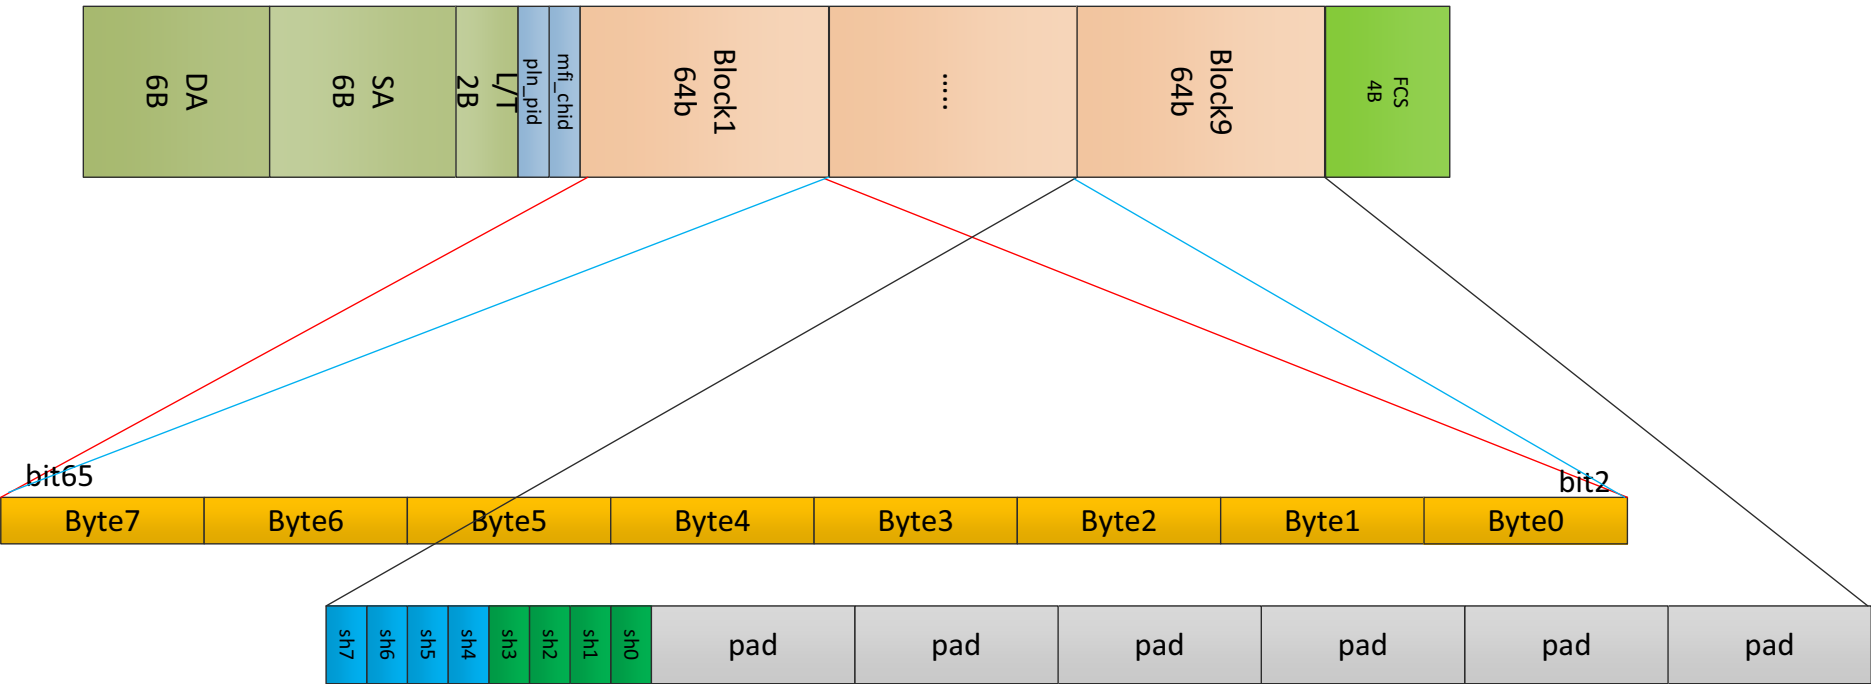 DA
6B
SA
6B
L/T
2B
pln_pid
mfi_chid
Block1
64b
.....
Block9
64b
FCS
4B
bit65
bit2
Byte7
Byte6
Byte5
Byte4
Byte3
Byte2
Byte1
Byte0
sh7
sh6
sh5
sh4
sh3
sh2
sh1
sh0
pad
pad
pad
pad
pad
pad